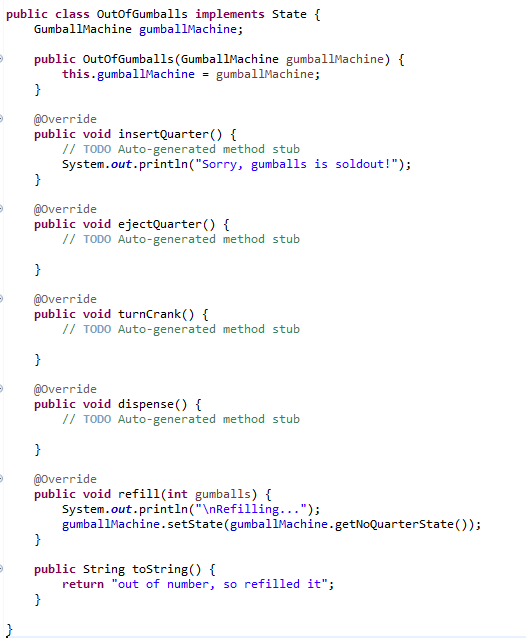 public class OutOfGumballs implements State {
    GumballMachine gumballMachine;

    public OutOfGumballs(GumballMachine gumballMachine) {
        this.gumballMachine = gumballMachine;
    }

    @Override
    public void insertQuarter() {
        // TODO Auto-generated method stub
        System.out.println("Sorry, gumballs is soldout!");
    }

    @Override
    public void ejectQuarter() {
        // TODO Auto-generated method stub

    }

    @Override
    public void turnCrank() {
        // TODO Auto-generated method stub

    }

    @Override
    public void dispense() {
        // TODO Auto-generated method stub

    }

    @Override
    public void refill(int gumballs) {
        System.out.println("\nRefilling...");
        gumballMachine.setState(gumballMachine.getNoQuarterState());
    }

    public String toString() {
        return "out of number, so refilled it";
    }

}